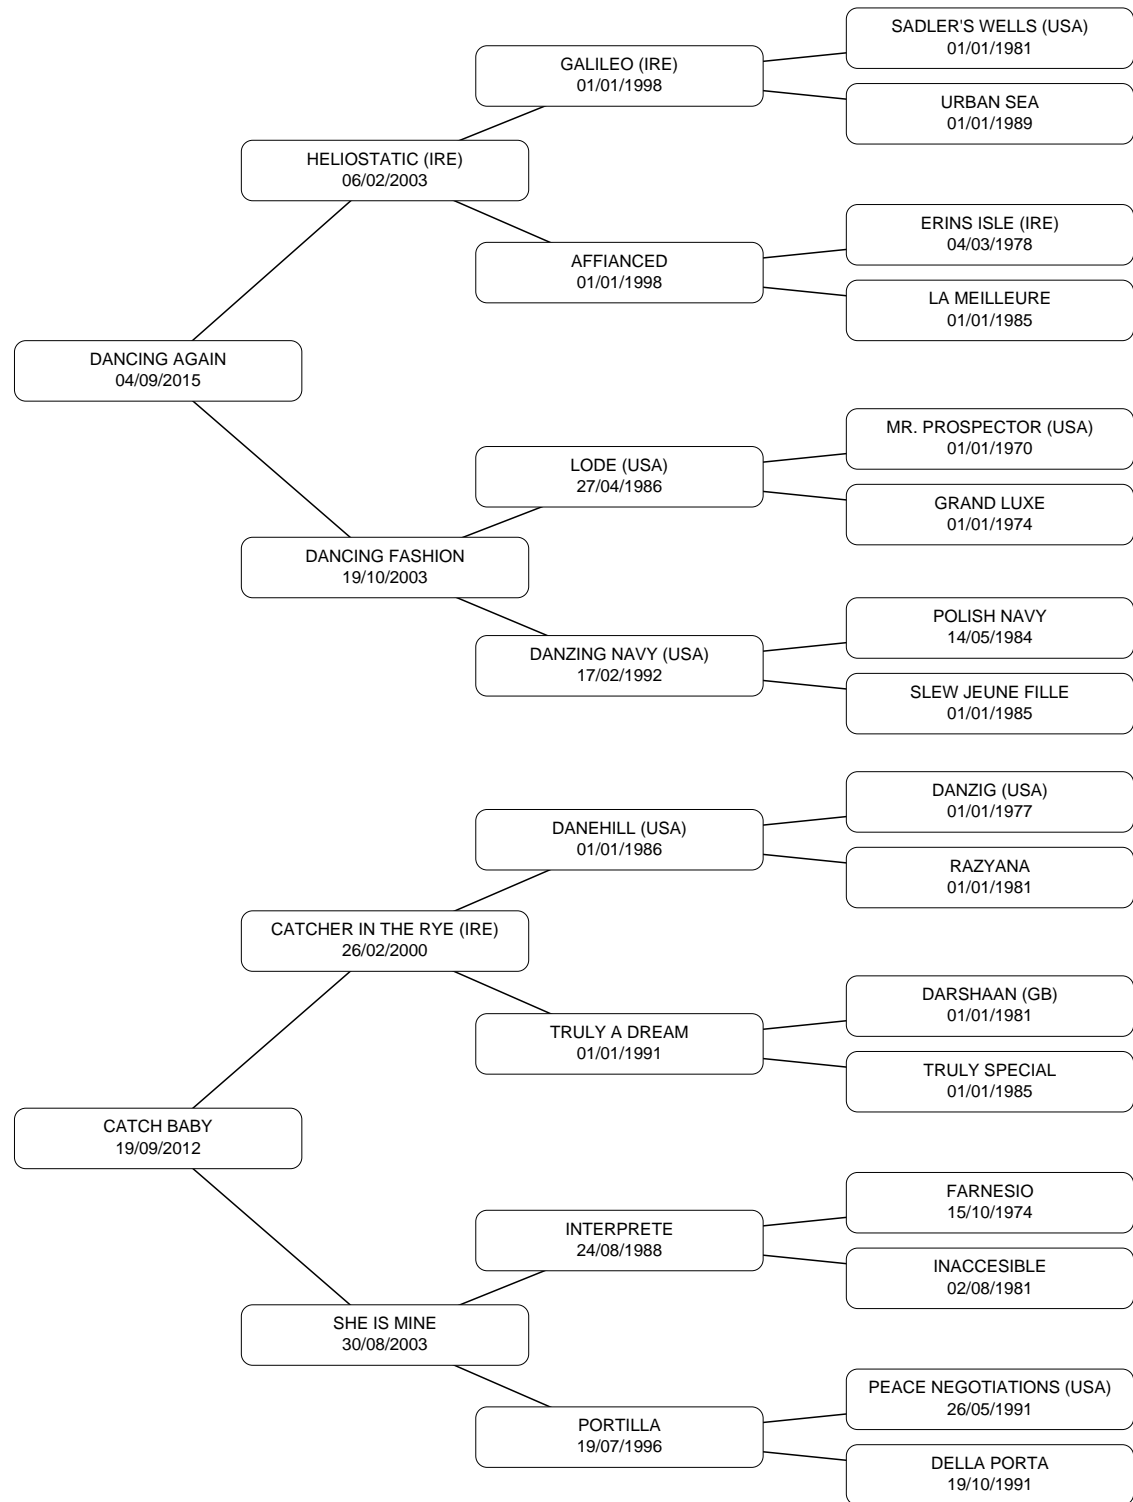 SADLER'S WELLS (USA)
01/01/1981
GALILEO (IRE)
01/01/1998
URBAN SEA
01/01/1989
HELIOSTATIC (IRE)
06/02/2003
ERINS ISLE (IRE)
04/03/1978
AFFIANCED
01/01/1998
LA MEILLEURE
01/01/1985
DANCING AGAIN
04/09/2015
MR. PROSPECTOR (USA)
01/01/1970
LODE (USA)
27/04/1986
GRAND LUXE
01/01/1974
DANCING FASHION
19/10/2003
POLISH NAVY
14/05/1984
DANZING NAVY (USA)
17/02/1992
SLEW JEUNE FILLE
01/01/1985
DANZIG (USA)
01/01/1977
DANEHILL (USA)
01/01/1986
RAZYANA
01/01/1981
CATCHER IN THE RYE (IRE)
26/02/2000
DARSHAAN (GB)
01/01/1981
TRULY A DREAM
01/01/1991
TRULY SPECIAL
01/01/1985
CATCH BABY
19/09/2012
FARNESIO
15/10/1974
INTERPRETE
24/08/1988
INACCESIBLE
02/08/1981
SHE IS MINE
30/08/2003
PEACE NEGOTIATIONS (USA)
26/05/1991
PORTILLA
19/07/1996
DELLA PORTA
19/10/1991